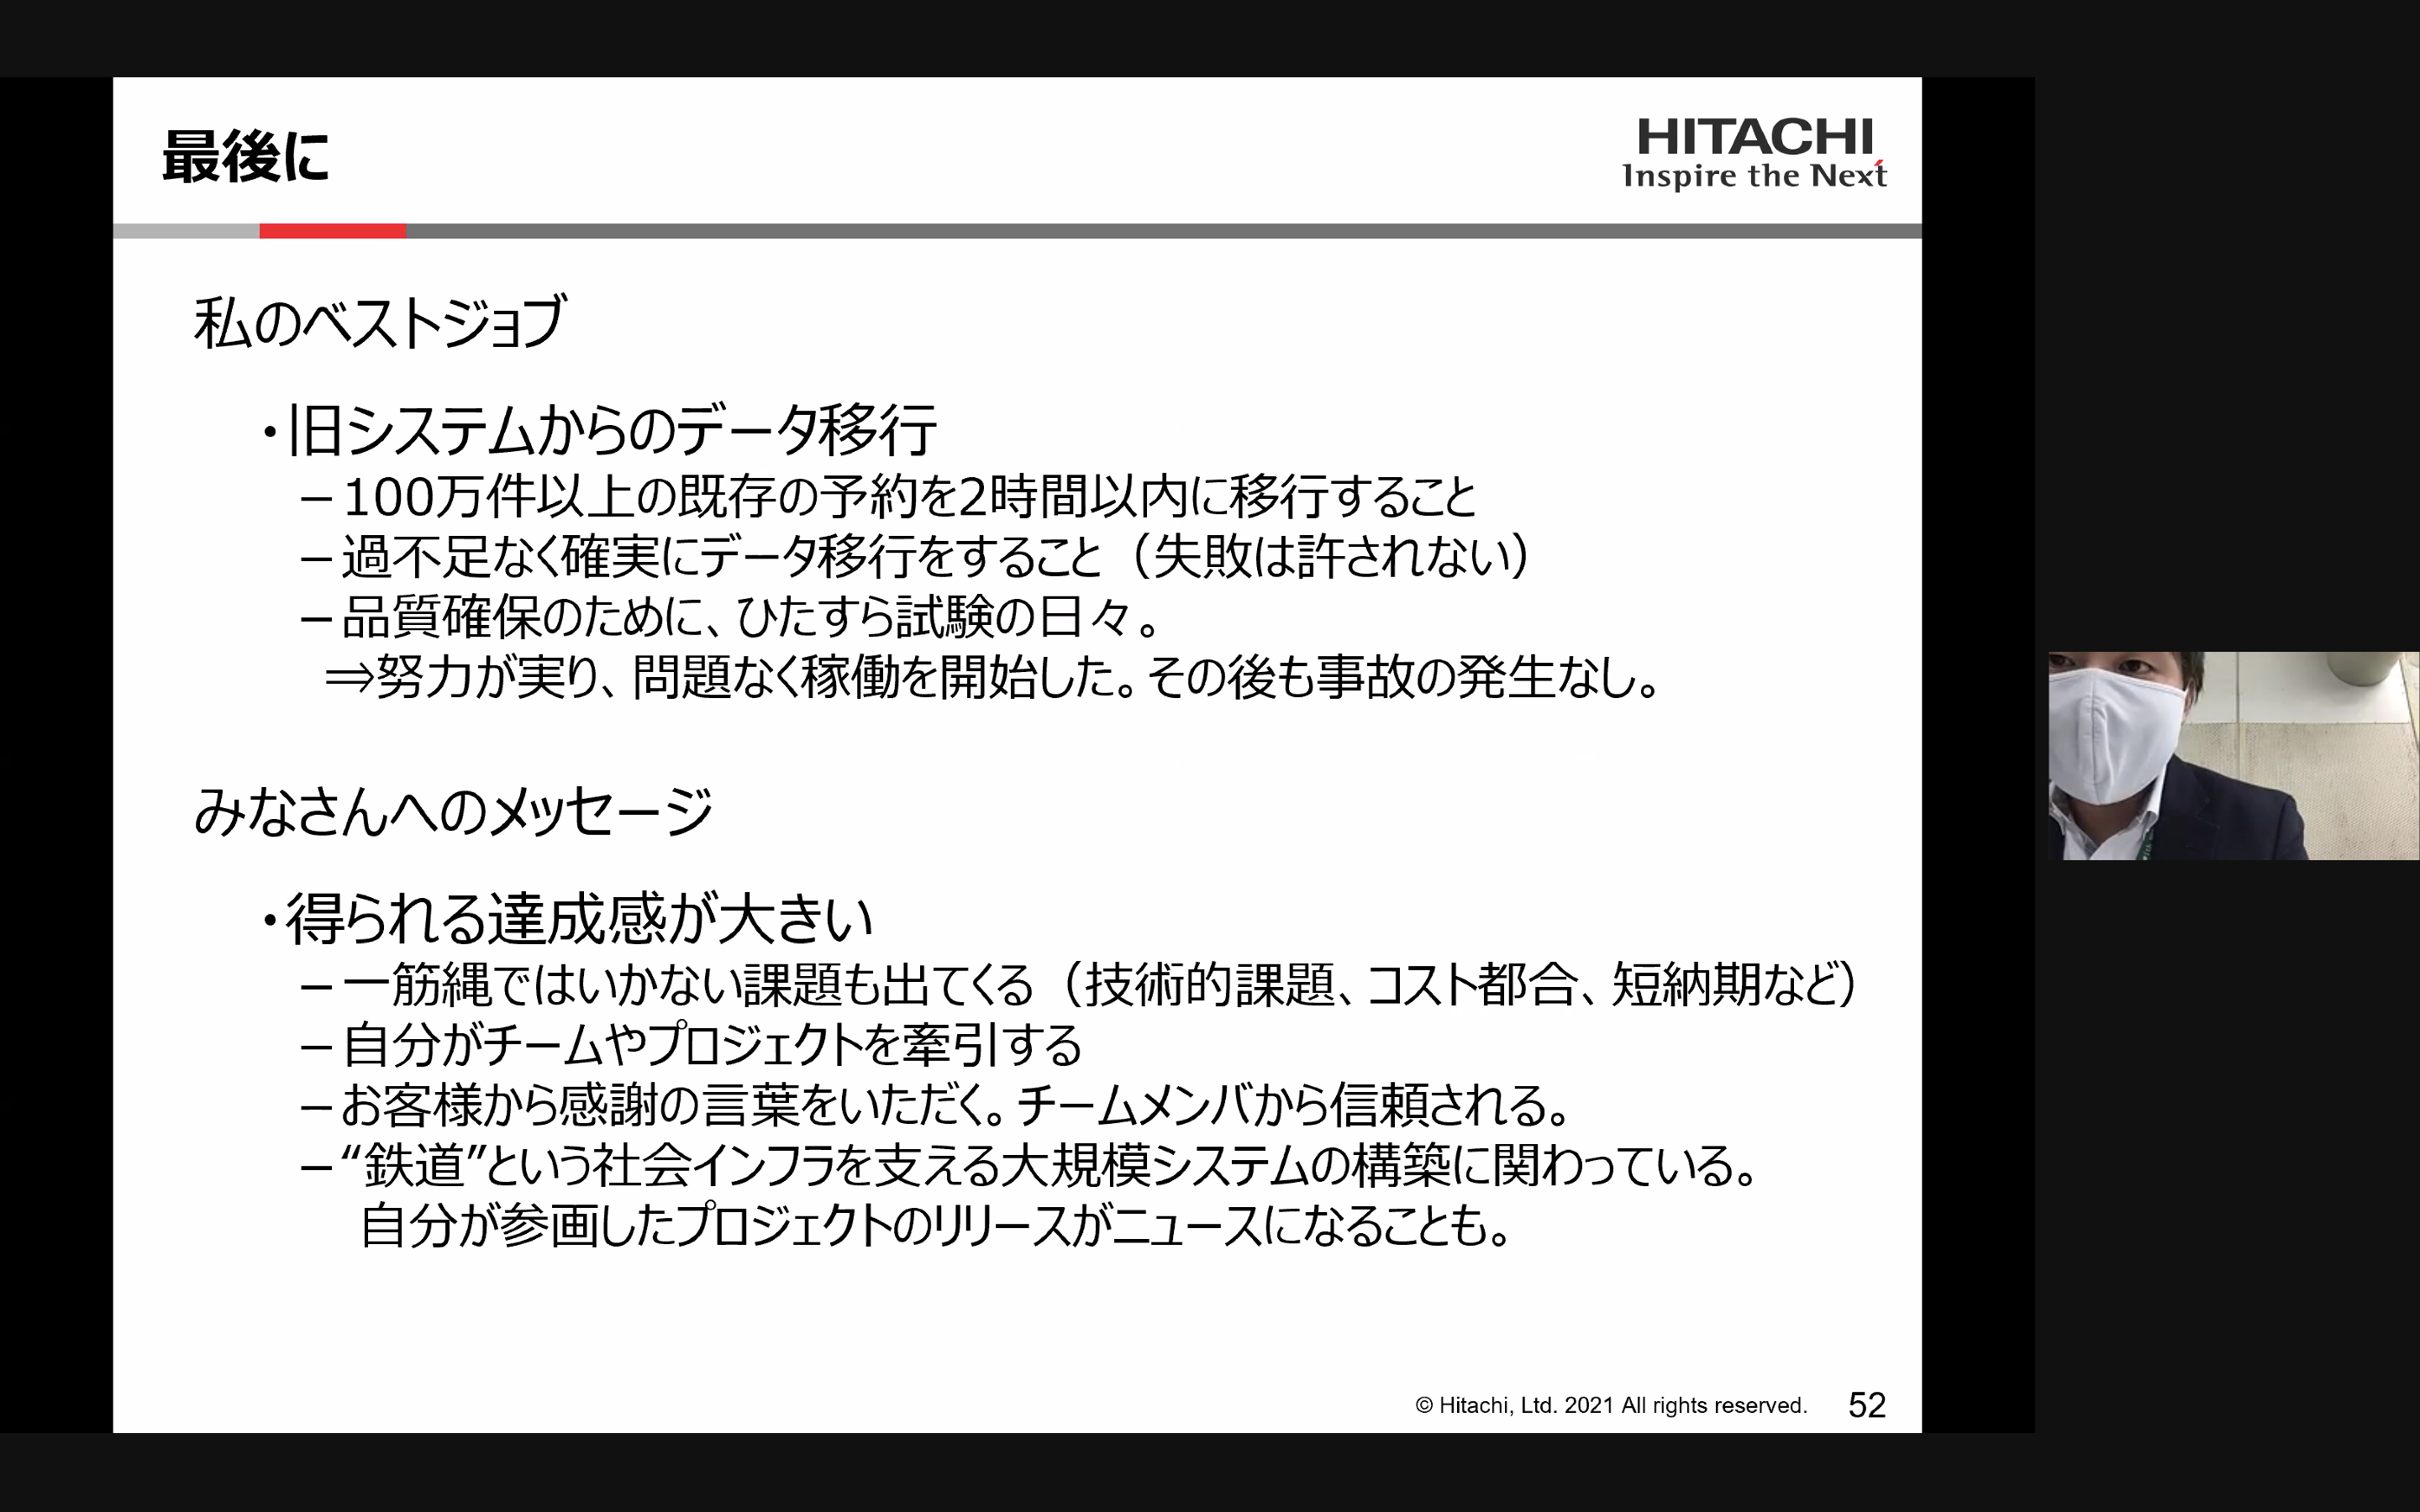 最後に
HITACHI
Inspire the Next
私のベストジョブ
・旧システムからのデータ移行
－100万件以上の既存の予約を2時間以内に移行すること
－過不足なく確実にデータ移行をすること（失敗は許されない）
－品質確保のために、ひたすら試験の日々。
⇒努力が実り、問題なく稼働を開始した。その後も事故の発生なし。
みなさんへのメッセージ
・得られる達成感が大きい
－一筋縄ではいかない課題も出てくる（技術的課題、コスト都合、短納期など）
－自分がチームやプロジェクトを牽引する
－お客様から感謝の言葉をいただく。チームメンバから信頼される。
－“鉄道”という社会インフラを支える大規模システムの構築に関わっている。
自分が参画したプロジェクトのリリースがニュースになることも。
© Hitachi, Ltd. 2021 All rights reserved. 52